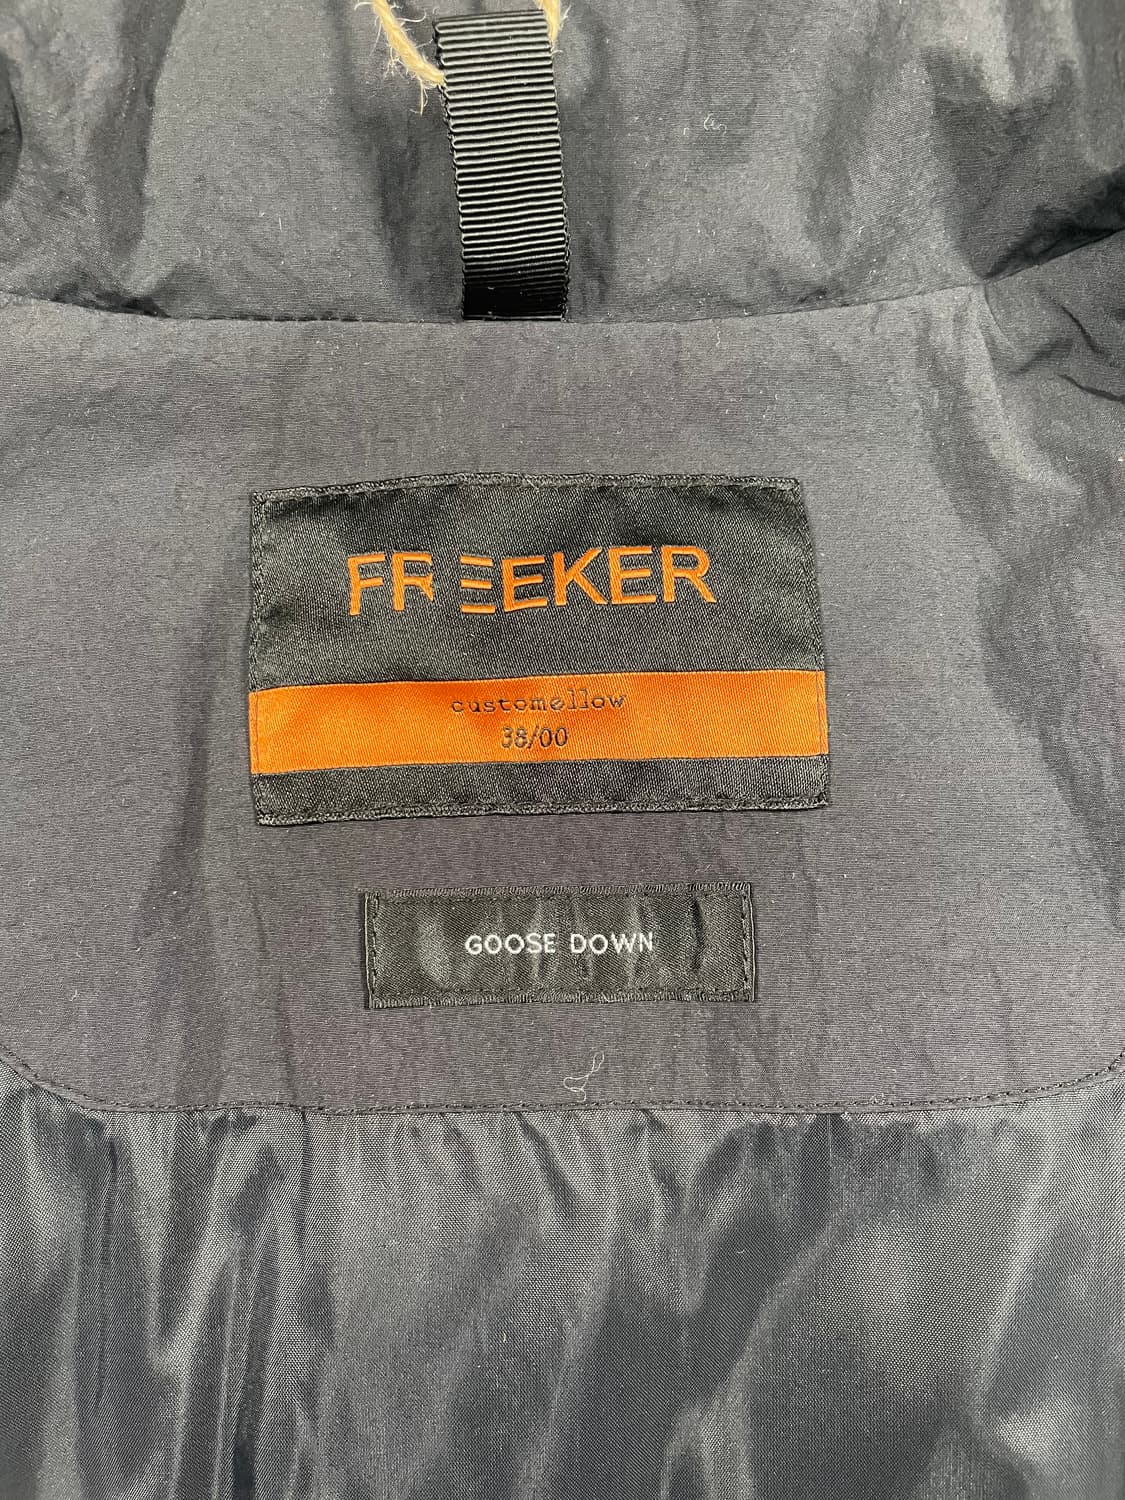 FREEKER
customellow
38/00
GOOSE DOWN